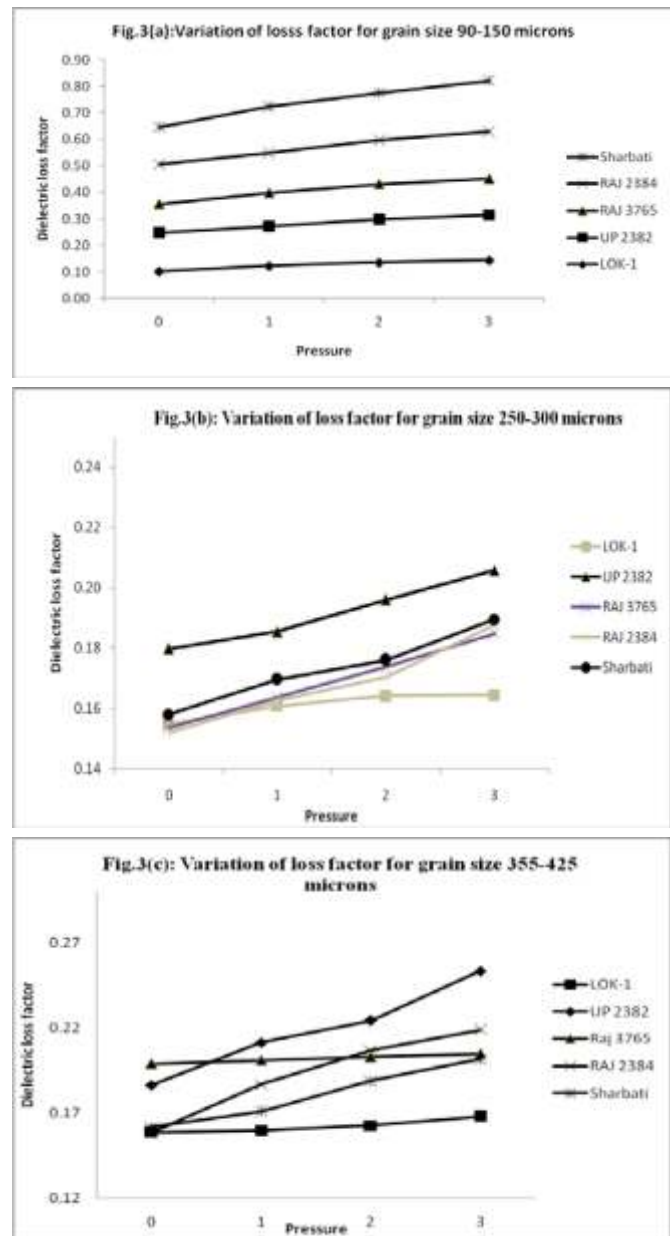 Fig.3(a):Variation of losss factor for grain size 90-150 microns
0.90
0.80
0.70
0.60
0.50
0.40
0.30
0.20
0.10
0.00
Dielectric loss factor
0 1 2 3
Pressure
Sharbati
RAJ 2384
RAJ 3765
UP 2382
LOK-1
Fig.3(b): Variation of loss factor for grain size 250-300 microns
0.24
0.22
0.20
0.18
0.16
0.14
Dielectric loss factor
0 1 2 3
Pressure
LOK-1
UP 2382
RAJ 3765
RAJ 2384
Sharbati
Fig.3(c): Variation of loss factor for grain size 355-425
microns
0.27
0.22
0.17
0.12
Dielectric loss factor
0 1 2 3
Pressure
LOK-1
UP 2382
Raj 3765
RAJ 2384
Sharbati